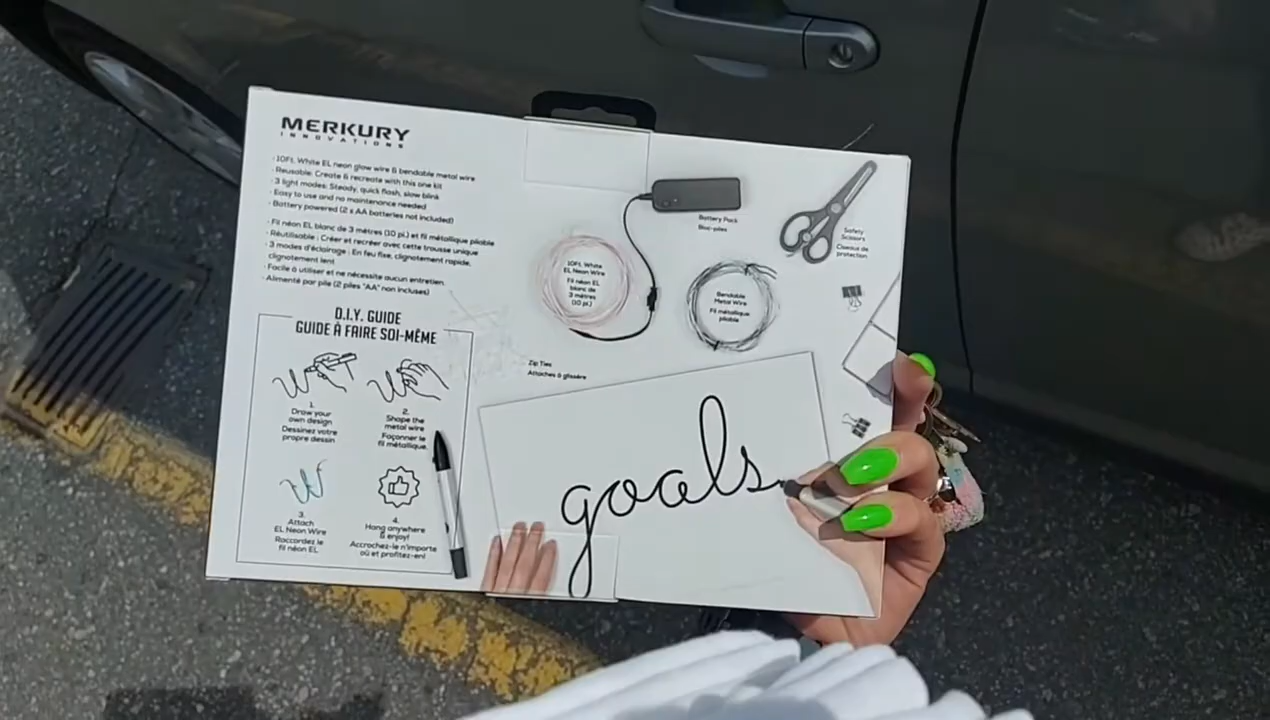 MERKURY
INNOVATIONS
· 10Ft. White EL neon glow wire & bendable metal wire
· Reusable: Create & recreate with this one kit
· 3 light modes: Steady, quick flash, slow blink
· Easy to use and no maintenance needed
· Battery powered (2 x AA batteries not included)
· Fil néon EL blanc de 3 mètres (10 pi.) et fil métallique pliable
· Réutilisable : Créer et recréer avec cette trousse unique
· 3 modes d'éclairage : En feu fixe, clignotement rapide,
clignotement lent
· Facile à utiliser et ne nécessite aucun entretien.
· Alimenté par pile (2 piles "AA" non incluses)
D.I.Y. GUIDE
GUIDE À FAIRE SOI-MÊME
1.
Draw your
own design
Dessinez votre
propre dessin
2.
Shape the
metal wire
Façonner le
fil métallique.
3.
Attach
EL Neon Wire
Raccordez le
fil néon EL
4.
Hang anywhere
& enjoy!
Accrochez-le n'importe
où et profitez-en!
Battery Pack
Bloc-piles
10Ft. White
EL Neon Wire
Fil néon EL
blanc de
3 mètres
(10 pi.)
Bendable
Metal Wire
Fil métallique
pliable
Safety
Scissors
Ciseaux de
protection
Zip Ties
Attaches à glissère
goals